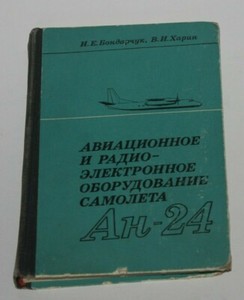 И. Е. Бондарчук, В. И. Харин
АВИАЦИОННОЕ
И РАДИО-
ЭЛЕКТРОННОЕ
ОБОРУДОВАНИЕ
САМОЛЕТА
Ан-24